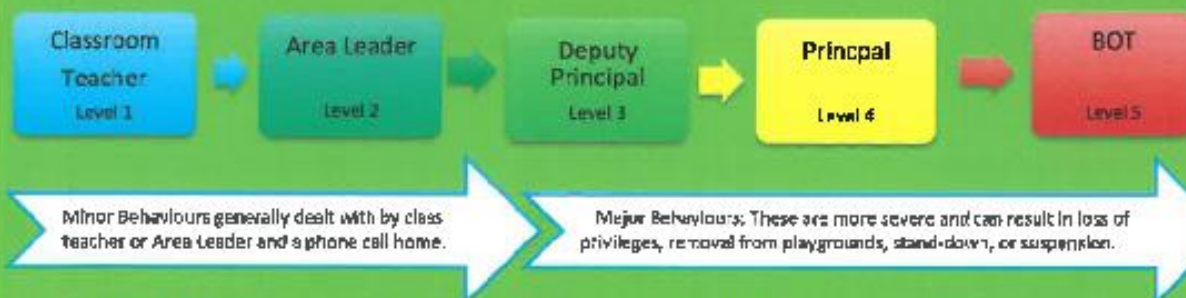 Classroom
Teacher
Level 1
Area Leader
Level 2
Deputy
Principal
Level 3
Princpal
Level 4
BOT
Level 5
Minor Behaviours generally dealt with by class
teacher or Area Leader and a phone call home.
Major Behaviours: These are more severe and can result in loss of
privileges, removal from playgrounds, stand-down, or suspension.